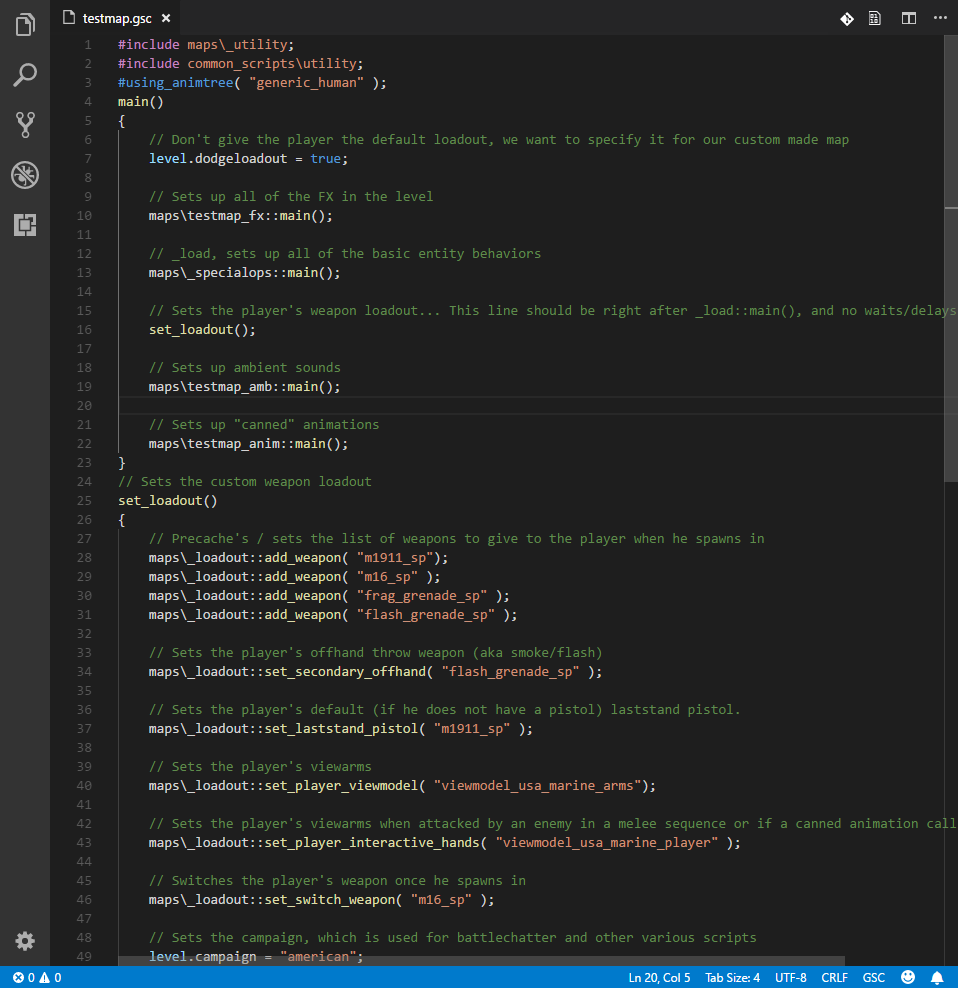 testmap.gsc ×
1 #include maps\_utility;
2 #include common_scripts\utility;
3 #using_animtree( "generic_human" );
4 main()
5 {
6 // Don't give the player the default loadout, we want to specify it for our custom made map
7 level.dodgeloadout = true;
8
9 // Sets up all of the FX in the level
10 maps\testmap_fx::main();
11
12 // _load, sets up all of the basic entity behaviors
13 maps\_specialops::main();
14
15 // Sets the player's weapon loadout... This line should be right after _load::main(), and no waits/delays
16 set_loadout();
17
18 // Sets up ambient sounds
19 maps\testmap_amb::main();
20
21 // Sets up "canned" animations
22 maps\testmap_anim::main();
23 }
24 // Sets the custom weapon loadout
25 set_loadout()
26 {
27 // Precache's / sets the list of weapons to give to the player when he spawns in
28 maps\_loadout::add_weapon( "m1911_sp");
29 maps\_loadout::add_weapon( "m16_sp" );
30 maps\_loadout::add_weapon( "frag_grenade_sp" );
31 maps\_loadout::add_weapon( "flash_grenade_sp" );
32
33 // Sets the player's offhand throw weapon (aka smoke/flash)
34 maps\_loadout::set_secondary_offhand( "flash_grenade_sp" );
35
36 // Sets the player's default (if he does not have a pistol) laststand pistol.
37 maps\_loadout::set_laststand_pistol( "m1911_sp" );
38
39 // Sets the player's viewarms
40 maps\_loadout::set_player_viewmodel( "viewmodel_usa_marine_arms");
41
42 // Sets the player's viewarms when attacked by an enemy in a melee sequence or if a canned animation call
43 maps\_loadout::set_player_interactive_hands( "viewmodel_usa_marine_player" );
44
45 // Switches the player's weapon once he spawns in
46 maps\_loadout::set_switch_weapon( "m16_sp" );
47
48 // Sets the campaign, which is used for battlechatter and other various scripts
49 level.campaign = "american";
0 0 Ln 20, Col 5 Tab Size: 4 UTF-8 CRLF GSC